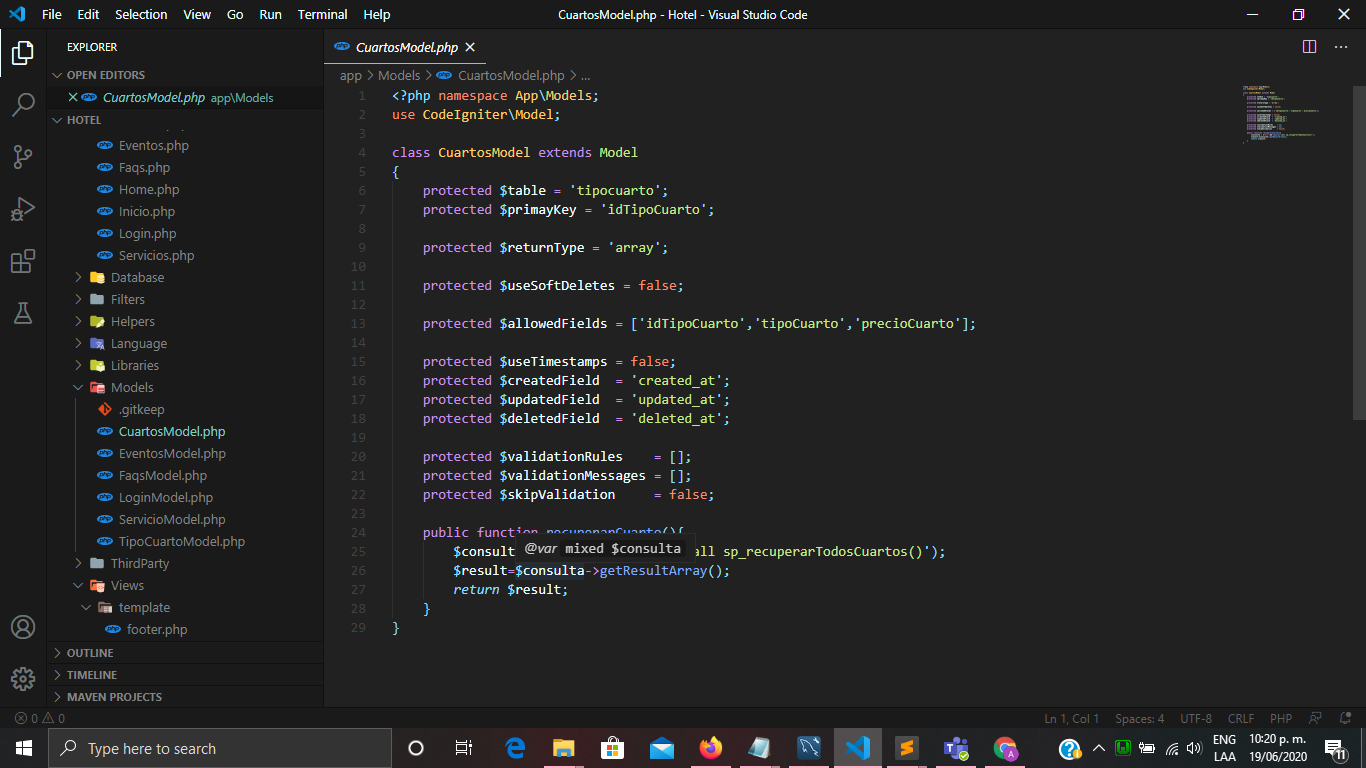 File Edit Selection View Go Run Terminal Help CuartosModel.php - Hotel - Visual Studio Code
EXPLORER
OPEN EDITORS
CuartosModel.php app\Models
HOTEL
Eventos.php
Faqs.php
Home.php
Inicio.php
Login.php
Servicios.php
Database
Filters
Helpers
Language
Libraries
Models
.gitkeep
CuartosModel.php
EventosModel.php
FaqsModel.php
LoginModel.php
ServicioModel.php
TipoCuartoModel.php
ThirdParty
Views
template
footer.php
OUTLINE
TIMELINE
MAVEN PROJECTS
CuartosModel.php
app > Models > CuartosModel.php > ...
1 <?php namespace App\Models;
2 use CodeIgniter\Model;
3
4 class CuartosModel extends Model
5 {
6 protected $table = 'tipocuarto';
7 protected $primayKey = 'idTipoCuarto';
8
9 protected $returnType = 'array';
10
11 protected $useSoftDeletes = false;
12
13 protected $allowedFields = ['idTipoCuarto','tipoCuarto','precioCuarto'];
14
15 protected $useTimestamps = false;
16 protected $createdField = 'created_at';
17 protected $updatedField = 'updated_at';
18 protected $deletedField = 'deleted_at';
19
20 protected $validationRules = [];
21 protected $validationMessages = [];
22 protected $skipValidation = false;
23
24 public function recuperarCuarto(){
25 $consult @var mixed $consulta all sp_recuperarTodosCuartos()');
26 $result=$consulta->getResultArray();
27 return $result;
28 }
29 }
0 0 Ln 1, Col 1 Spaces: 4 UTF-8 CRLF PHP
Type here to search
ENG
LAA
10:20 p. m.
19/06/2020
11